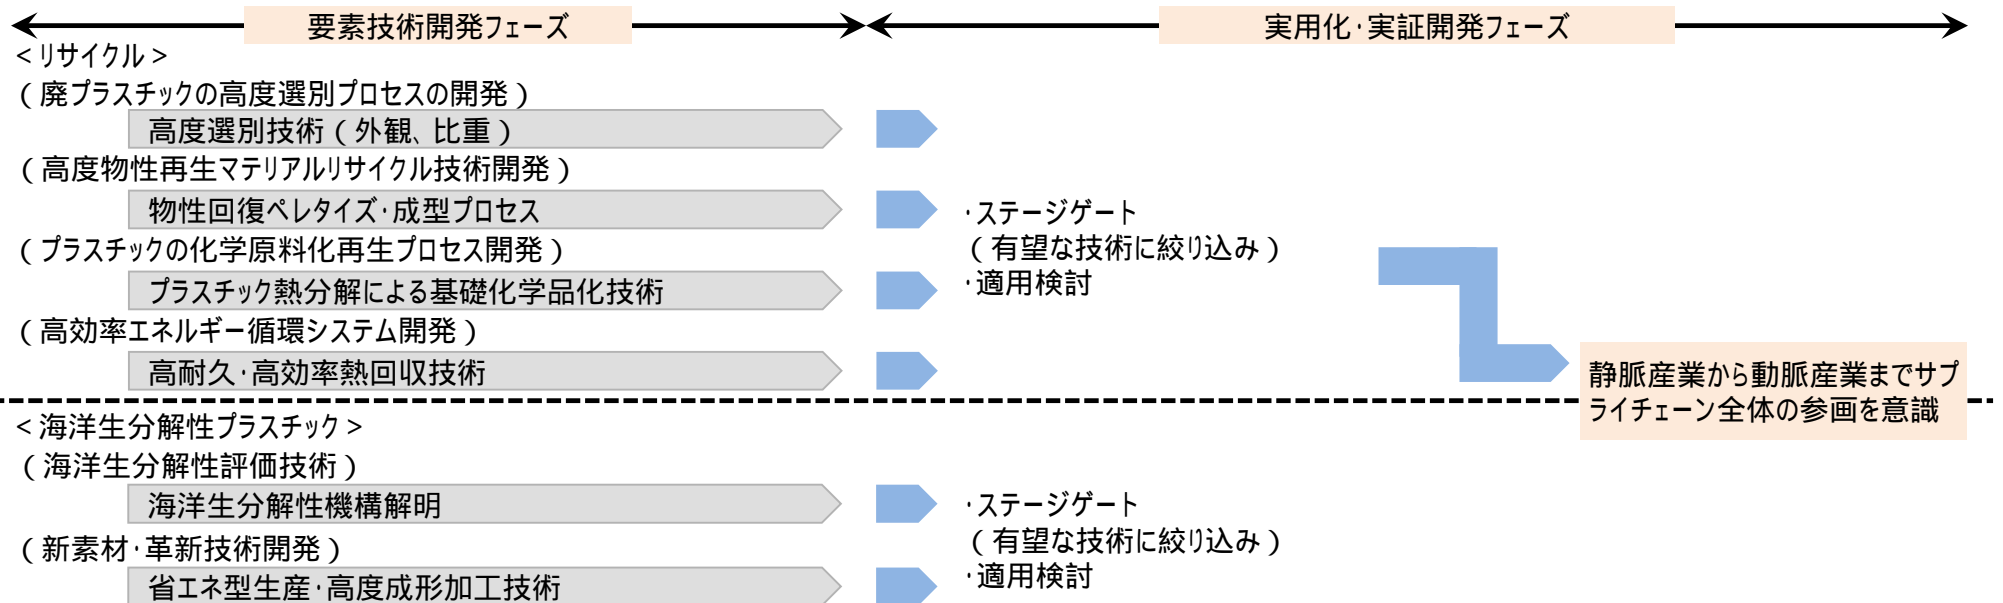 要素技術開発フェーズ
実用化・実証開発フェーズ
<リサイクル>
(廃プラスチックの高度選別プロセスの開発)
高度選別技術(外観、比重)
(高度物性再生マテリアルリサイクル技術開発)
物性回復ペレタイズ・成型プロセス
(プラスチックの化学原料化再生プロセス開発)
プラスチック熱分解による基礎化学品化技術
(高効率エネルギー循環システム開発)
高耐久・高効率熱回収技術
・ステージゲート
(有望な技術に絞り込み)
・適用検討
静脈産業から動脈産業までサプ
ライチェーン全体の参画を意識
<海洋生分解性プラスチック>
(海洋生分解性評価技術)
海洋生分解性機構解明
(新素材・革新技術開発)
省エネ型生産・高度成形加工技術
・ステージゲート
(有望な技術に絞り込み)
・適用検討